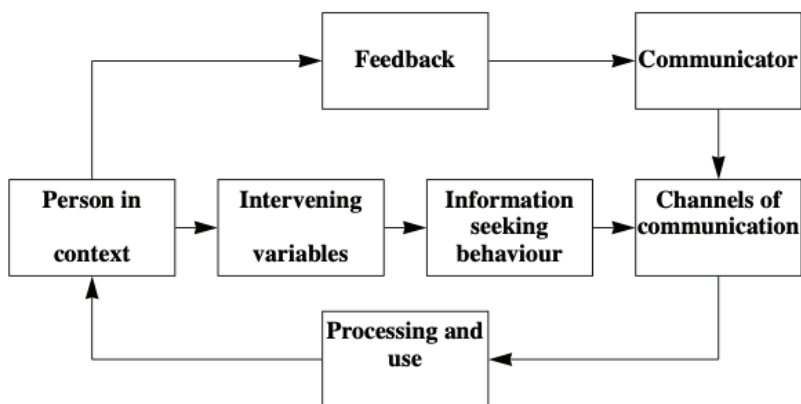 Feedback
Communicator
Person in
context
Intervening
variables
Information
seeking
behaviour
Channels of
communication
Processing and
use